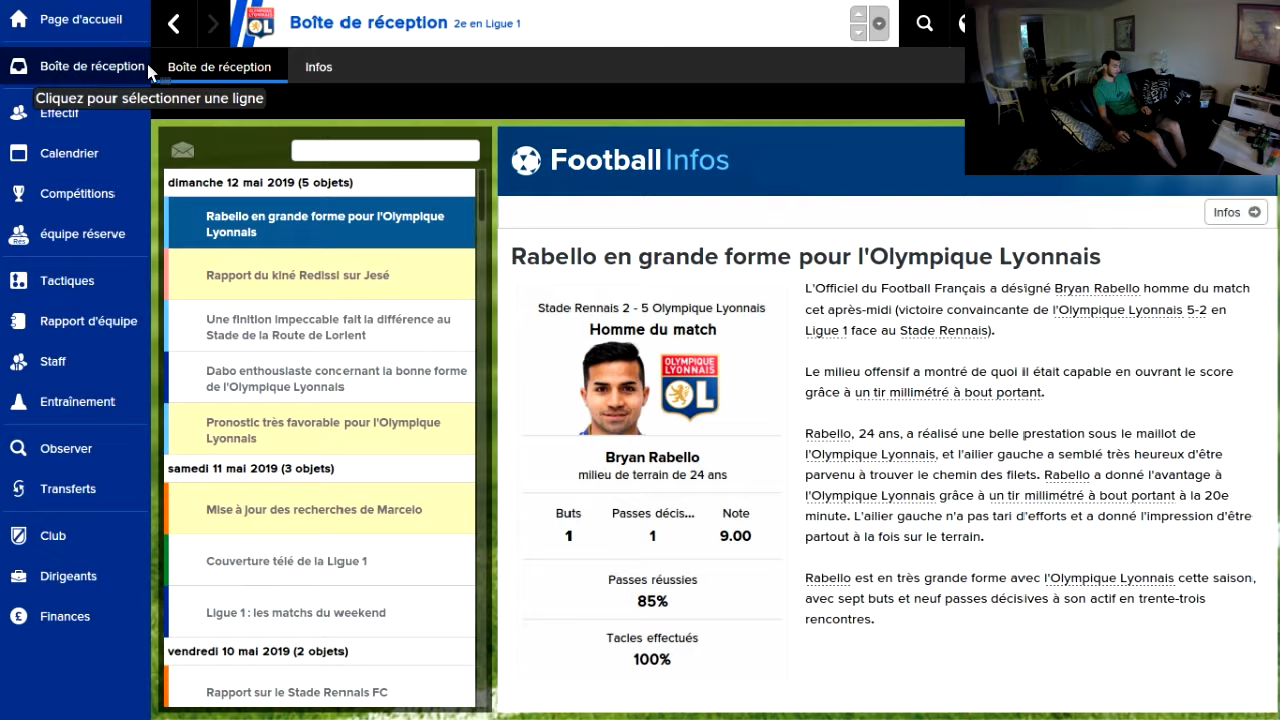 Page d'accueil
Boîte de réception
Effectif
Calendrier
Compétitions
équipe réserve
Res
Tactiques
Rapport d'équipe
Staff
Entraînement
Observer
Transferts
Club
Dirigeants
Finances
Cliquez pour sélectionner une ligne
OL
Boîte de réception 2e en Ligue 1
Boîte de réception
Infos
dimanche 12 mai 2019 (5 objets)
Rabello en grande forme pour l'Olympique
Lyonnais
Rapport du kiné Redissi sur Jesé
Une finition impeccable fait la différence au
Stade de la Route de Lorient
Dabo enthousiaste concernant la bonne forme
de l'Olympique Lyonnais
Pronostic très favorable pour l'Olympique
Lyonnais
samedi 11 mai 2019 (3 objets)
Mise à jour des recherches de Marcelo
Couverture télé de la Ligue 1
Ligue 1 : les matchs du weekend
vendredi 10 mai 2019 (2 objets)
Rapport sur le Stade Rennais FC
Football Infos
Infos
Rabello en grande forme pour l'Olympique Lyonnais
Stade Rennais 2 - 5 Olympique Lyonnais
Homme du match
OLYMPIQUE
LYONNAIS
OL
Bryan Rabello
milieu de terrain de 24 ans
Buts Passes décis... Note
1 1 9.00
Passes réussies
85%
Tacles effectués
100%
L'Officiel du Football Français a désigné Bryan Rabello homme du match
cet après-midi (victoire convaincante de l'Olympique Lyonnais 5-2 en
Ligue 1 face au Stade Rennais).
Le milieu offensif a montré de quoi il était capable en ouvrant le score
grâce à un tir millimétré à bout portant.
Rabello, 24 ans, a réalisé une belle prestation sous le maillot de
l'Olympique Lyonnais, et l'ailier gauche a semblé très heureux d'être
parvenu à trouver le chemin des filets. Rabello a donné l'avantage à
l'Olympique Lyonnais grâce à un tir millimétré à bout portant à la 20e
minute. L'ailier gauche n'a pas tari d'efforts et a donné l'impression d'être
partout à la fois sur le terrain.
Rabello est en très grande forme avec l'Olympique Lyonnais cette saison,
avec sept buts et neuf passes décisives à son actif en trente-trois
rencontres.